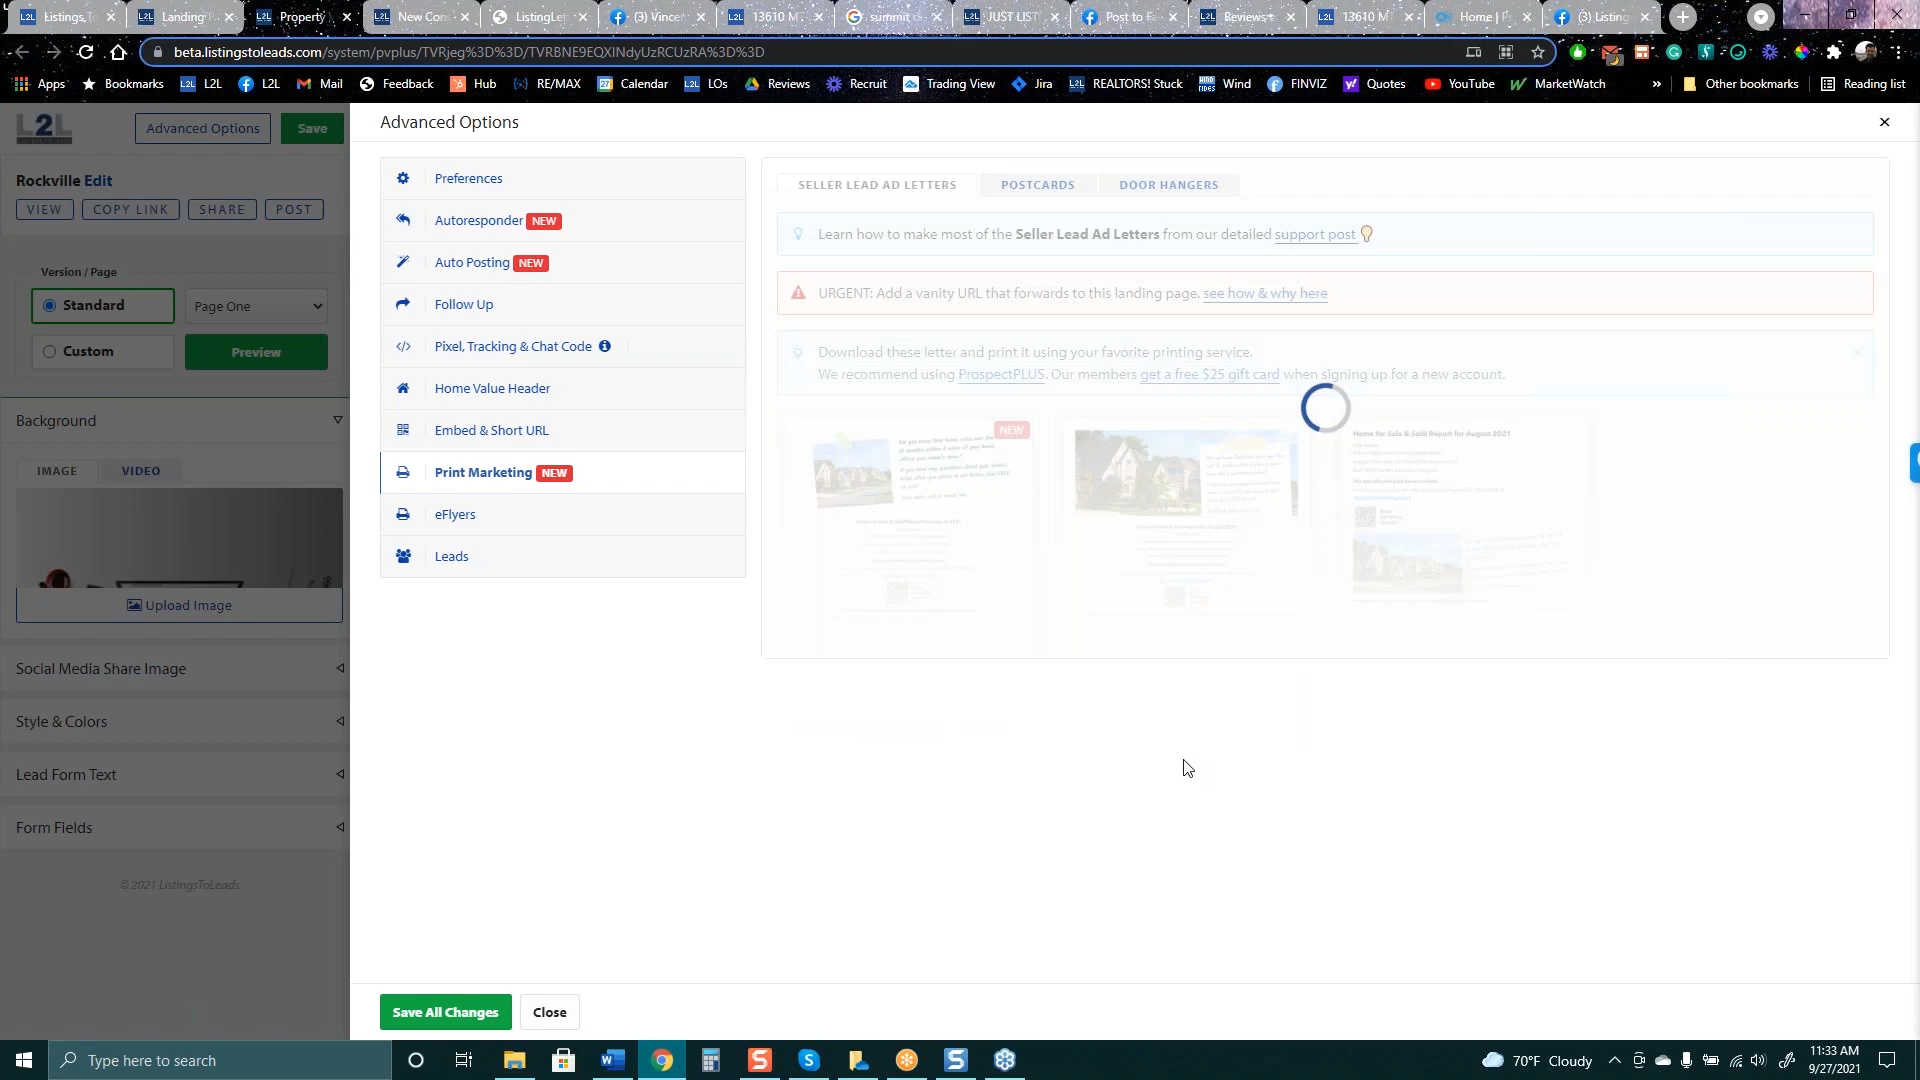 Listings T
Landing P
Property
New Cons
ListingLet
(3) Vincen
13610 MT
summit
JUST LIST
Post to Fa
Reviews
13610 MT
Home | P
(3) Listing
beta.listingstoleads.com/system/pvplus/TVRjeg%3D%3D/TVRBNE9EQXlNdyUzRCUzRA%3D%3D
Apps
Bookmarks
L2L
L2L
Mail
Feedback
Hub
RE/MAX
Calendar
LOs
Reviews
Recruit
Trading View
Jira
REALTORS! Stuck
Wind
FINVIZ
Quotes
YouTube
MarketWatch
»
Other bookmarks
Reading list
L2L
Advanced Options
Save
Rockville Edit
VIEW
COPY LINK
SHARE
POST
Version / Page
Standard
Page One
Custom
Preview
Background
IMAGE
VIDEO
Upload Image
Social Media Share Image
Style & Colors
Lead Form Text
Form Fields
© 2021 ListingsToLeads
Advanced Options
Preferences
Autoresponder NEW
Auto Posting NEW
Follow Up
Pixel, Tracking & Chat Code
Home Value Header
Embed & Short URL
Print Marketing NEW
eFlyers
Leads
SELLER LEAD AD LETTERS
POSTCARDS
DOOR HANGERS
Learn how to make most of the Seller Lead Ad Letters from our detailed support post
URGENT: Add a vanity URL that forwards to this landing page. see how & why here
Download these letter and print it using your favorite printing service.
We recommend using ProspectPLUS. Our members get a free $25 gift card when signing up for a new account.
NEW
Home for Sale & Sold Report for August 2021
Save All Changes
Close
Type here to search
70°F Cloudy
11:33 AM
9/27/2021